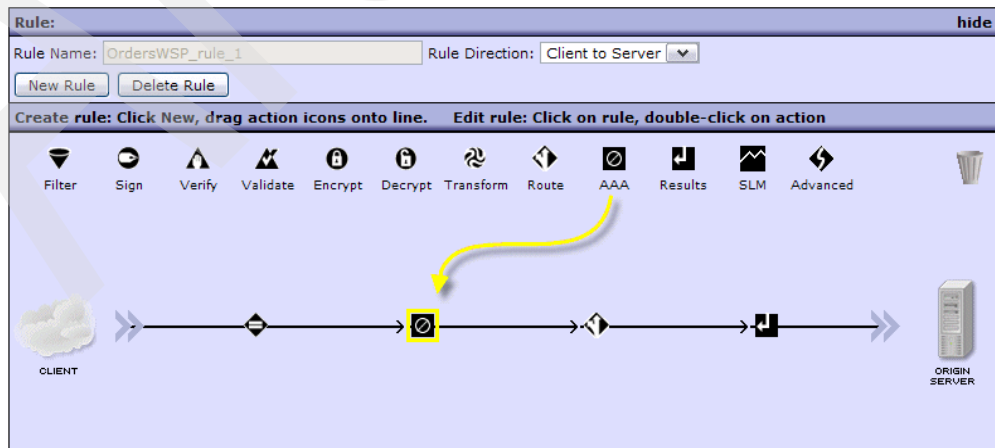 Rule: hide
Rule Name: OrdersWSP_rule_1 Rule Direction: Client to Server
New Rule Delete Rule
Create rule: Click New, drag action icons onto line. Edit rule: Click on rule, double-click on action
Filter Sign Verify Validate Encrypt Decrypt Transform Route AAA Results SLM Advanced
CLIENT
ORIGIN
SERVER